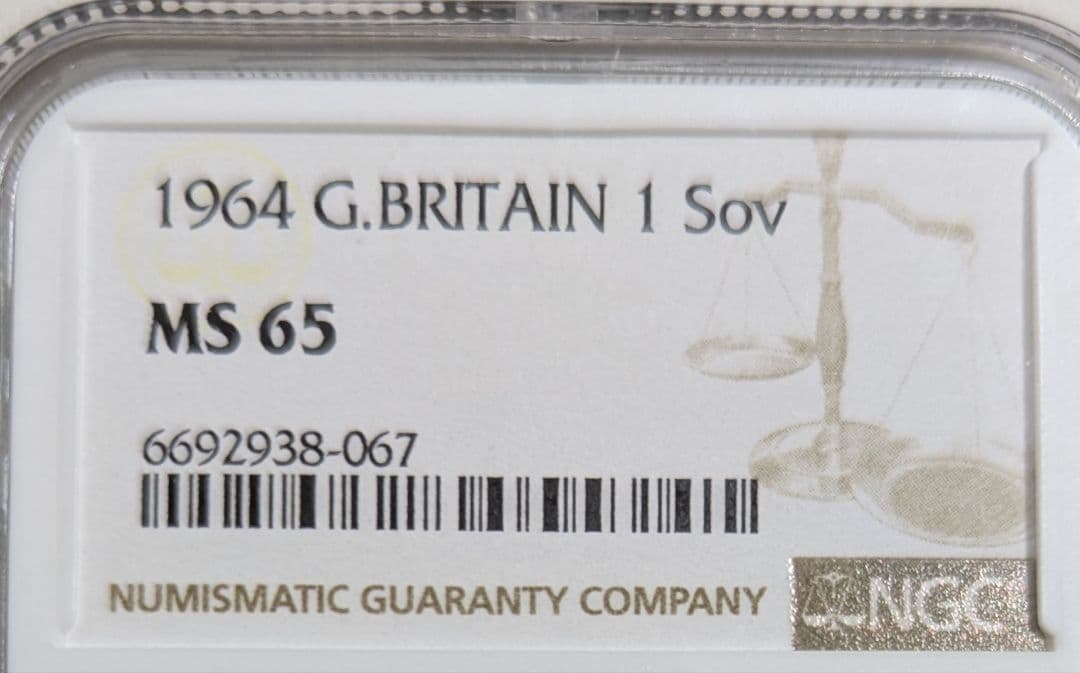 1964 G.BRITAIN 1 Sov
MS 65
6692938-067
NUMISMATIC GUARANTY COMPANY
NGC